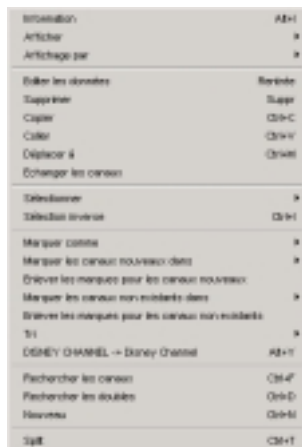 Information Alt+I
Afficher
Affichage par
Editer les données Rentrée
Supprimer Suppr
Copier Ctrl+C
Coller Ctrl+V
Déplacer à Ctrl+M
Echanger les canaux
Sélectionner
Sélection inverse Ctrl+I
Marquer comme
Marquer les canaux nouveaux dans
Enlever les marques pour les canaux nouveaux
Marquer les canaux non existants dans
Enlever les marques pour les canaux non existants
Tri
DISNEY CHANNEL -> Disney Channel Alt+Y
Rechercher les canaux Ctrl+F
Rechercher les doubles Ctrl+D
Nouveau Ctrl+N
Split Ctrl+T